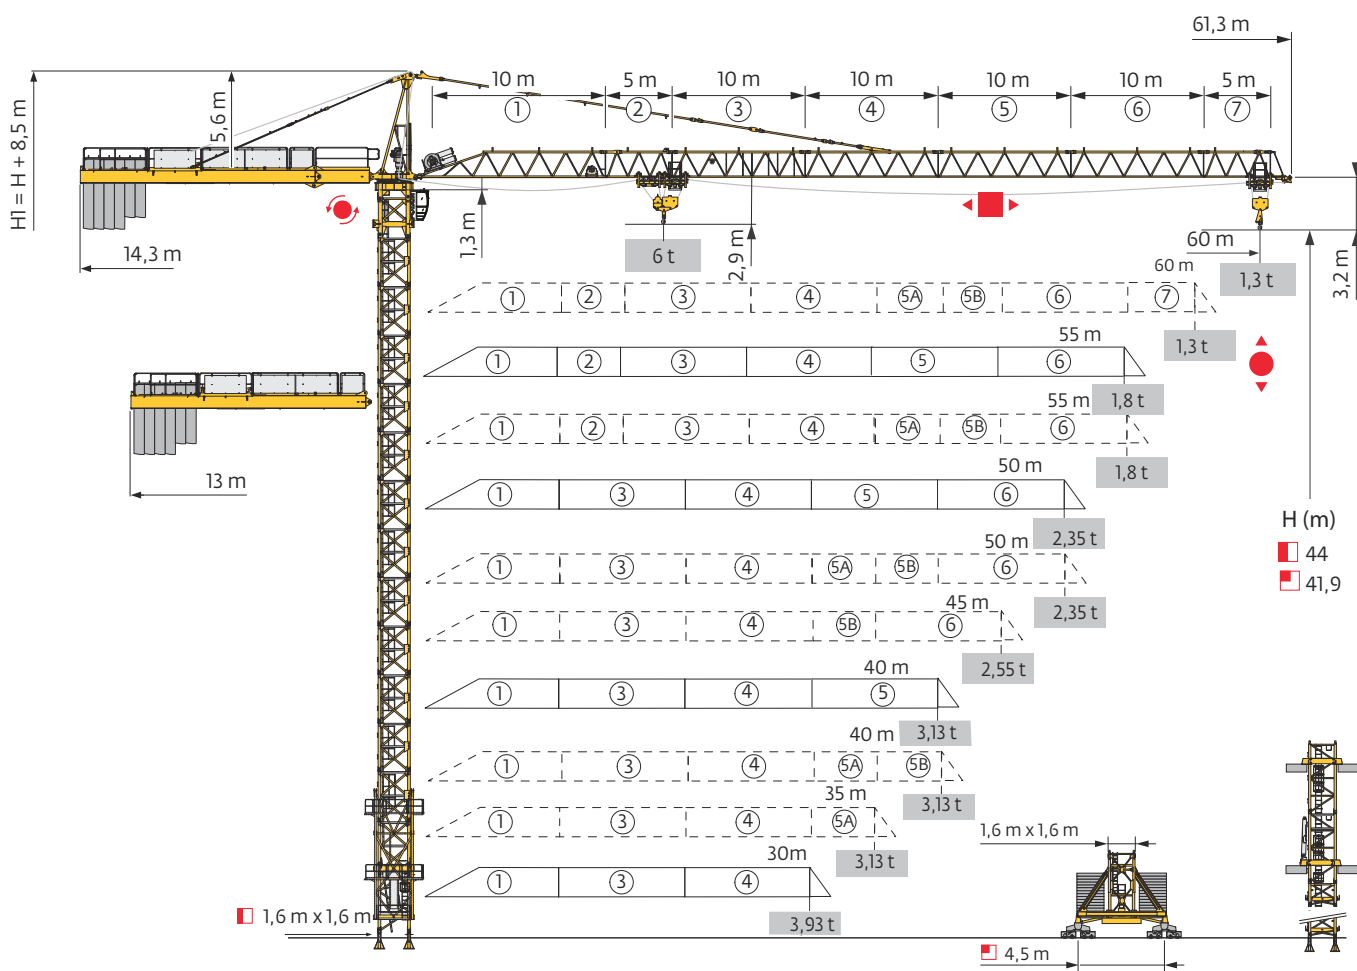 61,3 m
10 m
5 m
10 m
10 m
10 m
10 m
5 m
1
2
3
4
5
6
7
H1 = H + 8,5 m
5,6 m
14,3 m
1,3 m
6 t
2,9 m
60 m
1,3 t
3,2 m
60 m
1
2
3
4
5A
5B
6
7
1,3 t
55 m
1
2
3
4
5
6
1,8 t
13 m
55 m
1
2
3
4
5A
5B
6
1,8 t
50 m
1
3
4
5
6
2,35 t
H (m)
44
41,9
50 m
1
3
4
5A
5B
6
2,35 t
45 m
1
3
4
5B
6
2,55 t
40 m
1
3
4
5
3,13 t
40 m
1
3
4
5A
5B
3,13 t
35 m
1
3
4
5A
3,13 t
30m
1
3
4
3,93 t
1,6 m x 1,6 m
1,6 m x 1,6 m
4,5 m